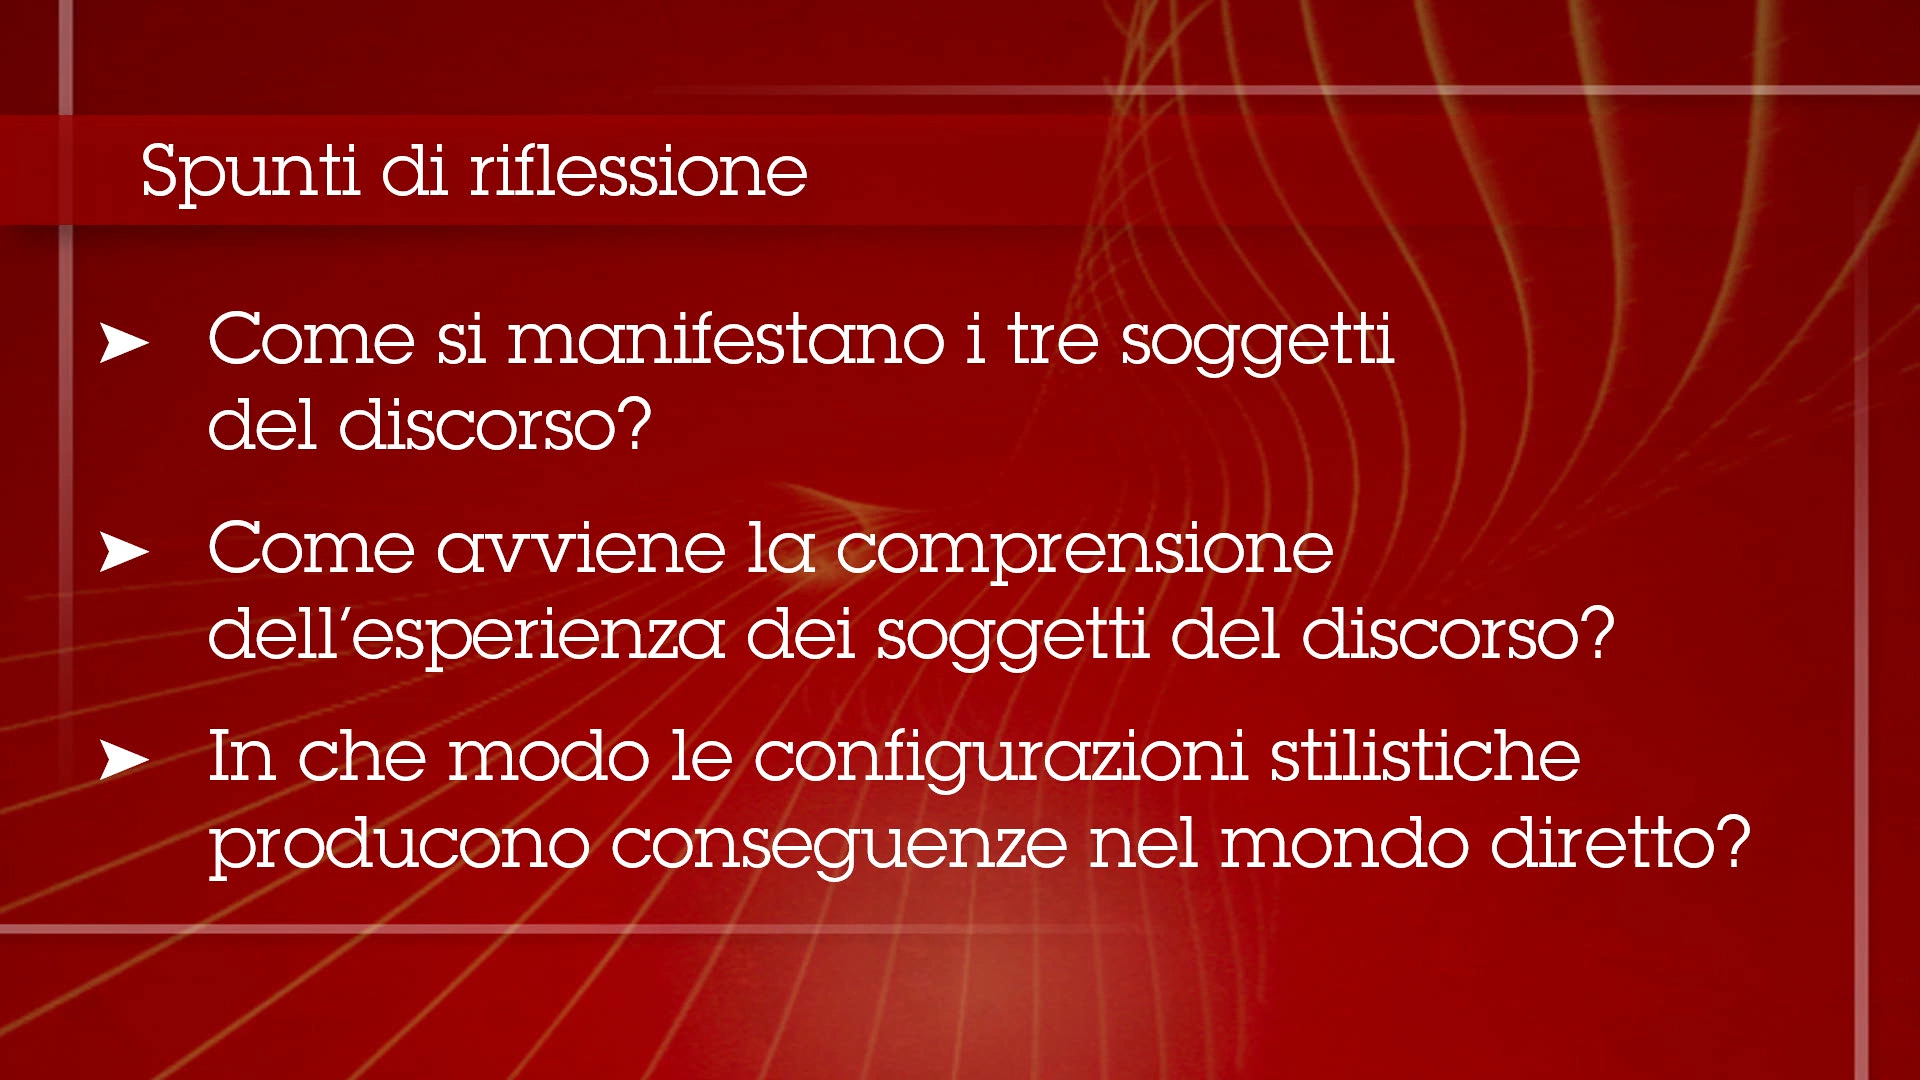 Spunti di riflessione
➤ Come si manifestano i tre soggetti
del discorso?
➤ Come avviene la comprensione
dell’esperienza dei soggetti del discorso?
➤ In che modo le configurazioni stilistiche
producono conseguenze nel mondo diretto?